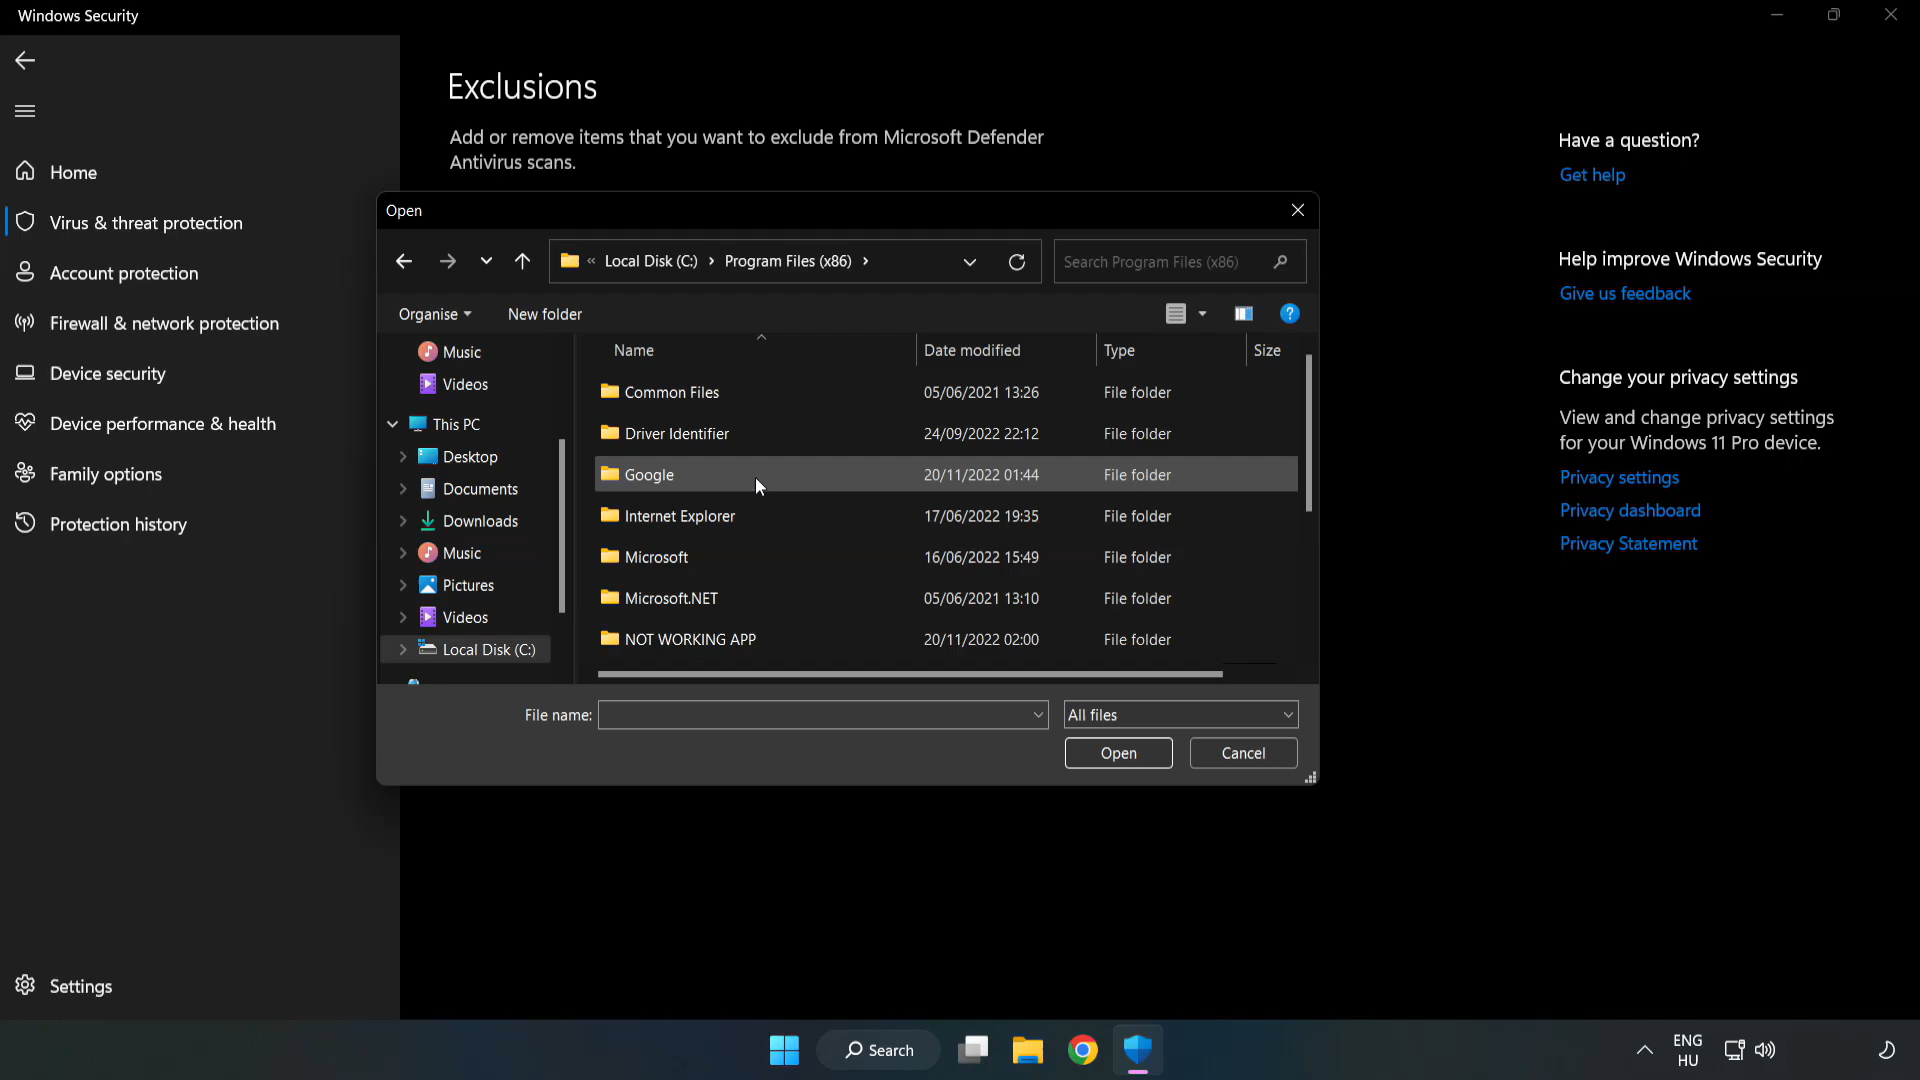 Windows Security
Exclusions
Add or remove items that you want to exclude from Microsoft Defender
Antivirus scans.
Home
Virus & threat protection
Account protection
Firewall & network protection
Device security
Device performance & health
Family options
Protection history
Settings
Open
« Local Disk (C:) > Program Files (x86) >
Search Program Files (x86)
Organise
New folder
?
Music
Videos
This PC
Desktop
Documents
Downloads
Music
Pictures
Videos
Local Disk (C:)
Name Date modified Type Size
Common Files 05/06/2021 13:26 File folder
Driver Identifier 24/09/2022 22:12 File folder
Google 20/11/2022 01:44 File folder
Internet Explorer 17/06/2022 19:35 File folder
Microsoft 16/06/2022 15:49 File folder
Microsoft.NET 05/06/2021 13:10 File folder
NOT WORKING APP 20/11/2022 02:00 File folder
File name:
All files
Open
Cancel
Have a question?
Get help
Help improve Windows Security
Give us feedback
Change your privacy settings
View and change privacy settings
for your Windows 11 Pro device.
Privacy settings
Privacy dashboard
Privacy Statement
Search
ENG
HU